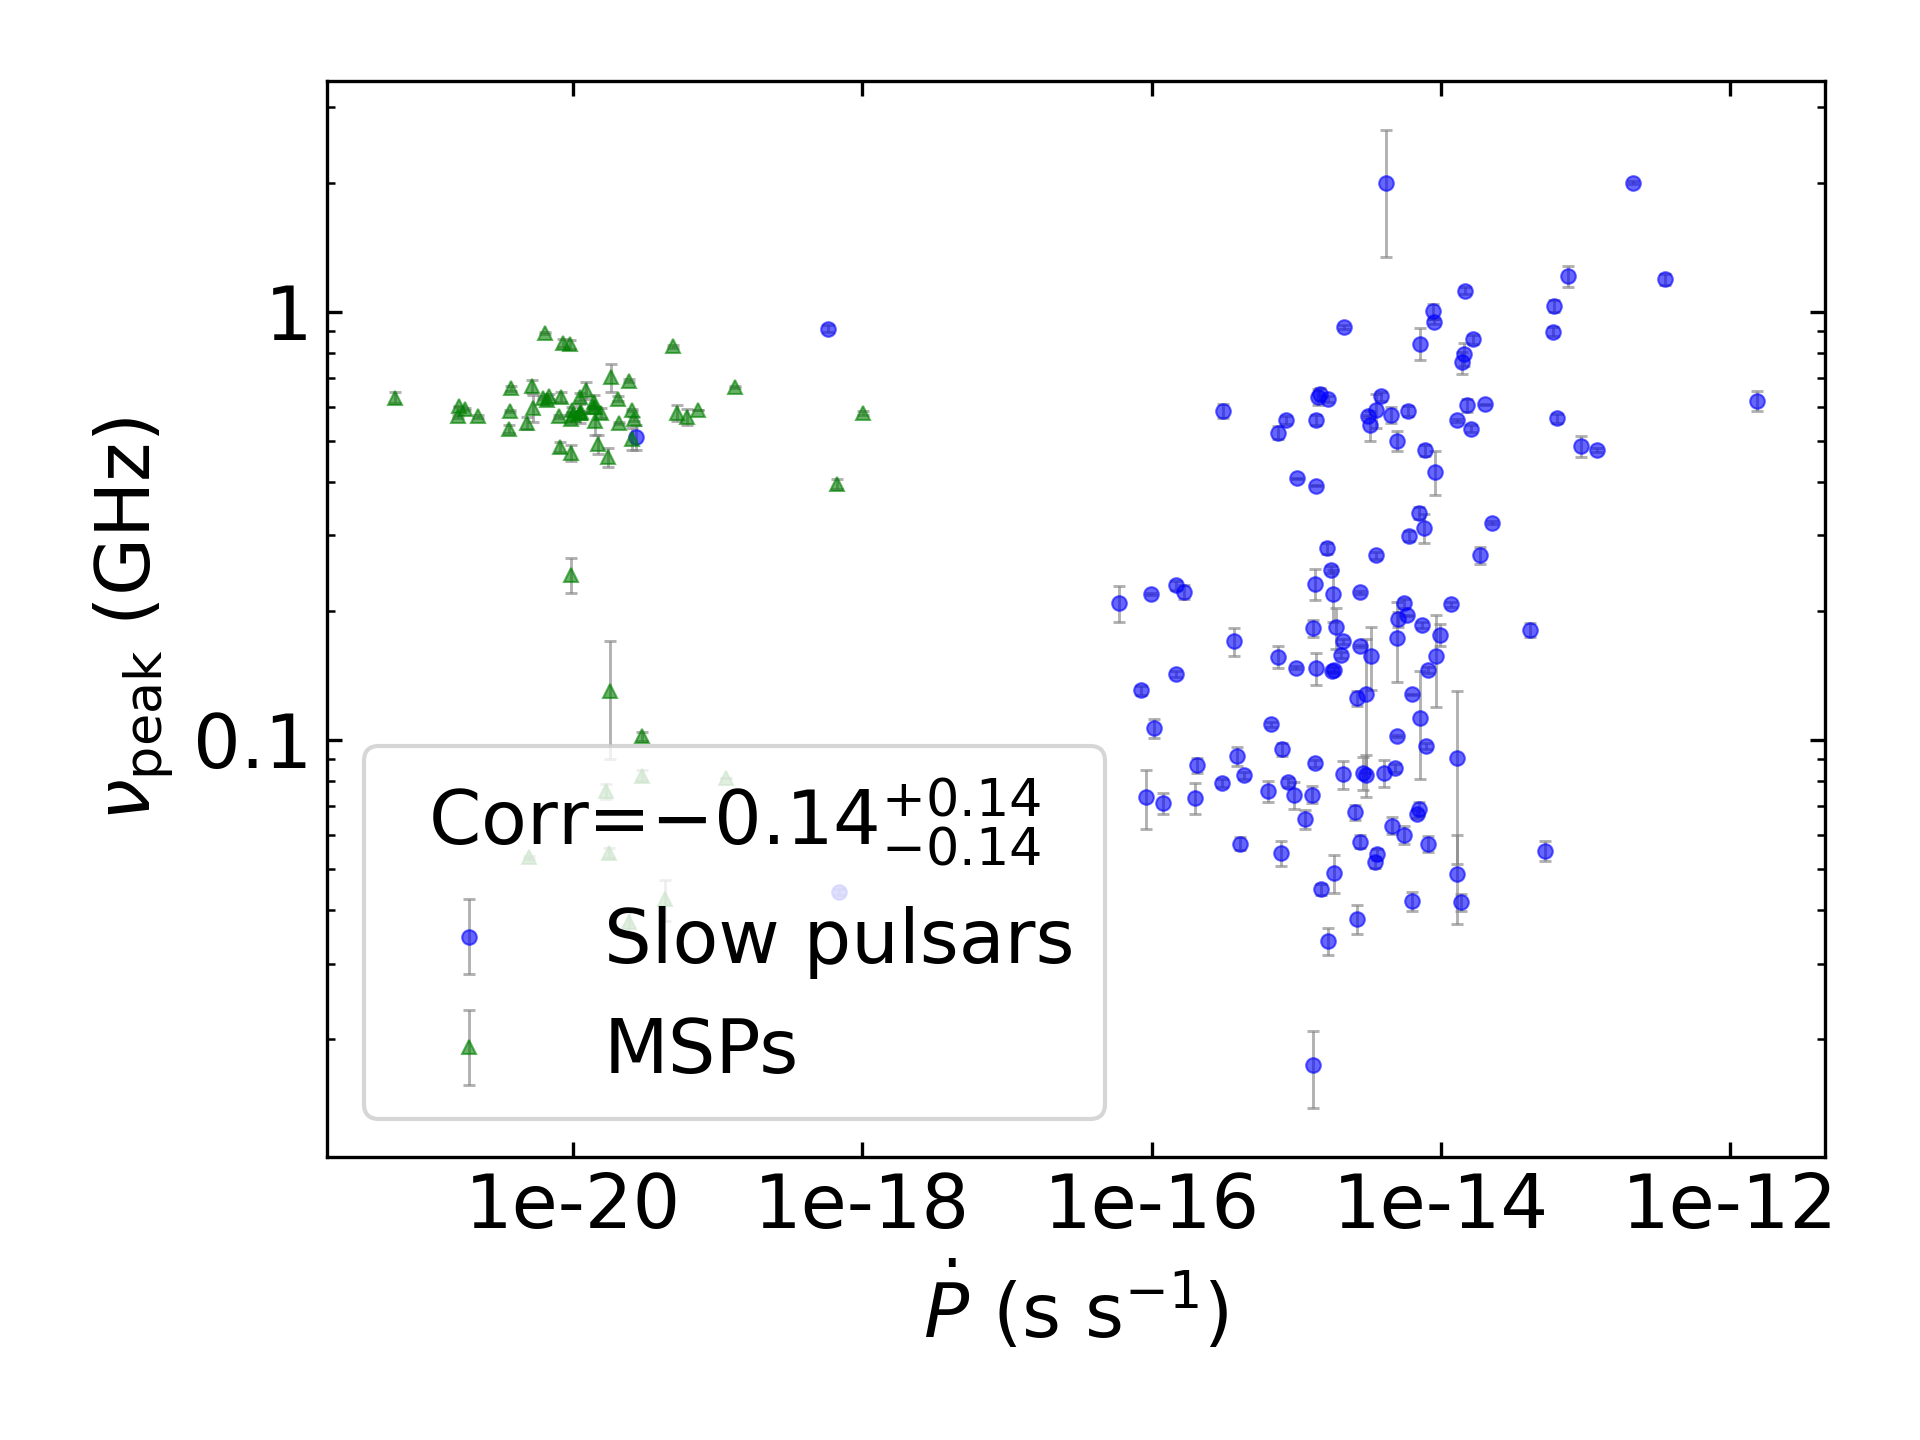 1
0.1
ν_peak (GHz)
Corr=−0.14^{+0.14}_{−0.14}
Slow pulsars
MSPs
1e-20 1e-18 1e-16 1e-14 1e-12
Ṗ (s s⁻¹)